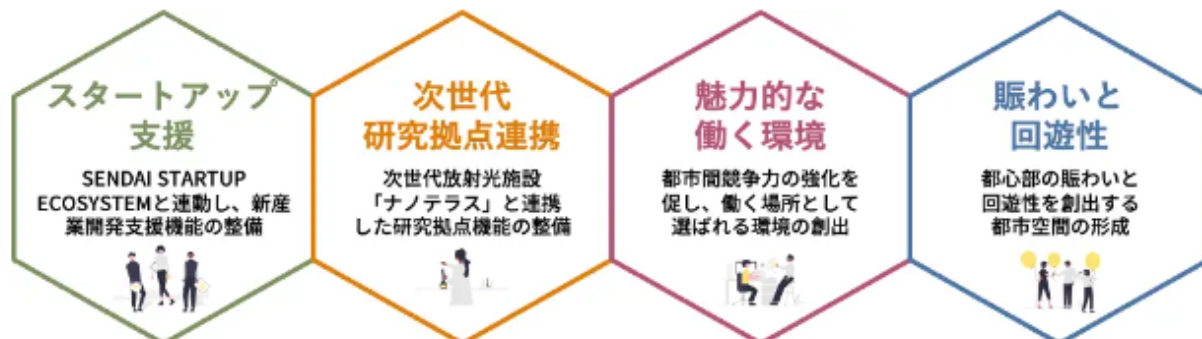 スタートアップ
支援
SENDAI STARTUP
ECOSYSTEMと連動し、新産
業開発支援機能の整備
次世代
研究拠点連携
次世代放射光施設
「ナノテラス」と連携
した研究拠点機能の整備
魅力的な
働く環境
都市間競争力の強化を
促し、働く場所として
選ばれる環境の創出
賑わいと
回遊性
都心部の賑わいと
回遊性を創出する
都市空間の形成